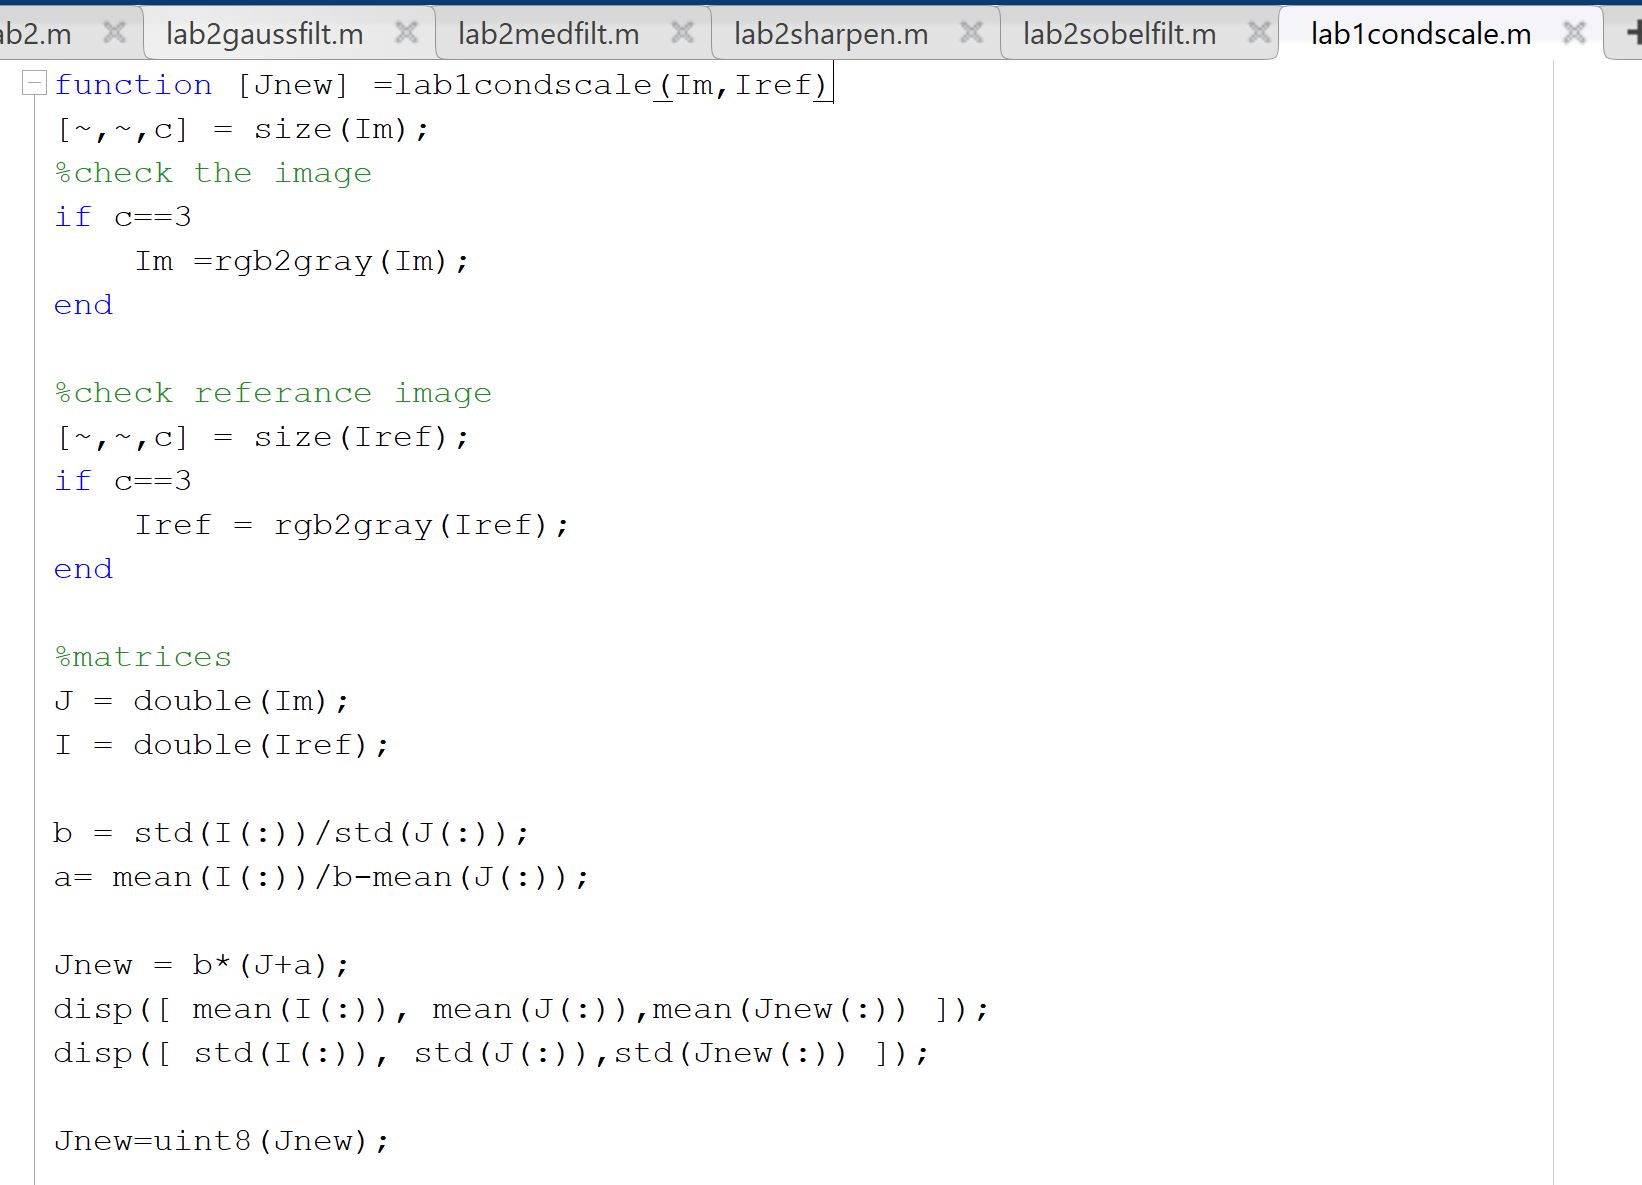 ab2.m lab2gaussfilt.m lab2medfilt.m lab2sharpen.m lab2sobelfilt.m lab1condscale.m
function [Jnew] =lab1condscale(Im,Iref)
[~,~,c] = size(Im);
%check the image
if c==3
    Im =rgb2gray(Im);
end
%check referance image
[~,~,c] = size(Iref);
if c==3
    Iref = rgb2gray(Iref);
end
%matrices
J = double(Im);
I = double(Iref);
b = std(I(:))/std(J(:));
a= mean(I(:))/b-mean(J(:));
Jnew = b*(J+a);
disp([ mean(I(:)), mean(J(:)),mean(Jnew(:)) ]);
disp([ std(I(:)), std(J(:)),std(Jnew(:)) ]);
Jnew=uint8(Jnew);